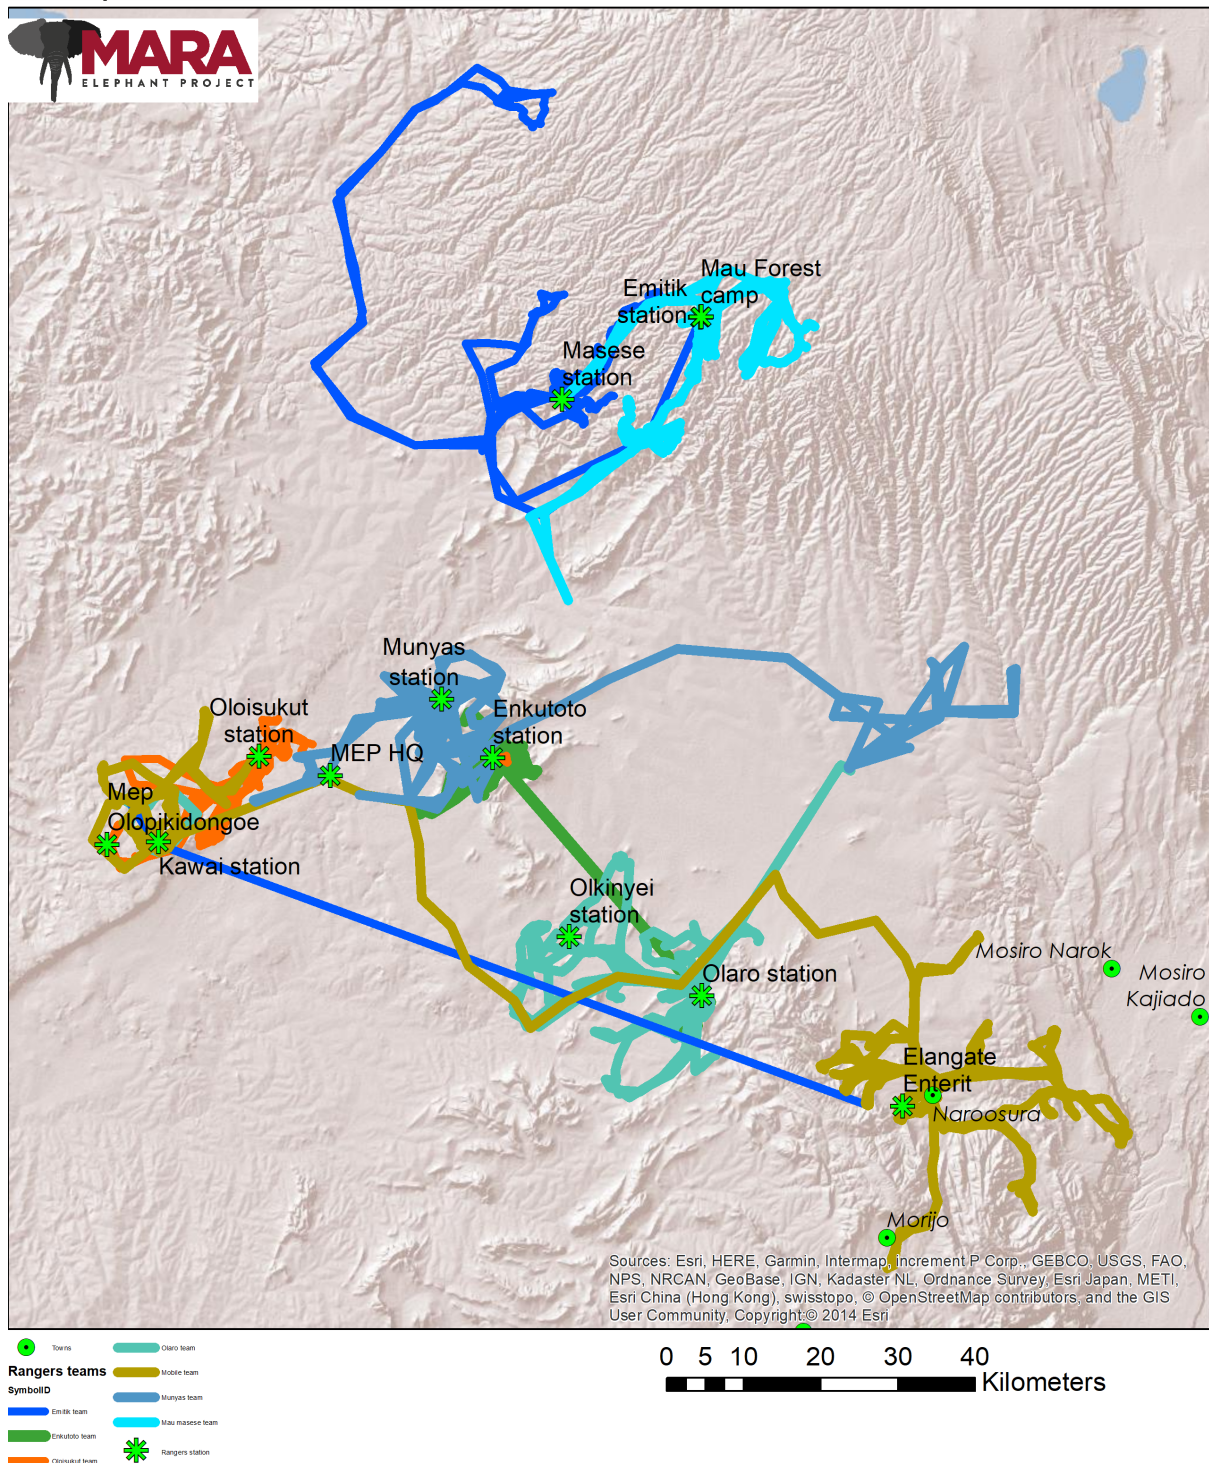 MARA
ELEPHANT PROJECT
Mau Forest
camp
Emitik
station
Masese
station
Munyas
station
Oloisukut
station
Enkutoto
station
MEP HQ
Mep
Olopikidongoe
Kawai station
Olkinyei
station
Olaro station
Mosiro Narok
Mosiro
Kajiado
Elangate
Enterit
Naroosura
Morijo
Sources: Esri, HERE, Garmin, Intermap, increment P Corp., GEBCO, USGS, FAO,
NPS, NRCAN, GeoBase, IGN, Kadaster NL, Ordnance Survey, Esri Japan, METI,
Esri China (Hong Kong), swisstopo, © OpenStreetMap contributors, and the GIS
User Community, Copyright:© 2014 Esri
Towns
Rangers teams
SymbolID
Emitik team
Enkutoto team
Oloisukut team
Olaro team
Mobile team
Munyas team
Mau masese team
Rangers station
0 5 10 20 30 40
Kilometers